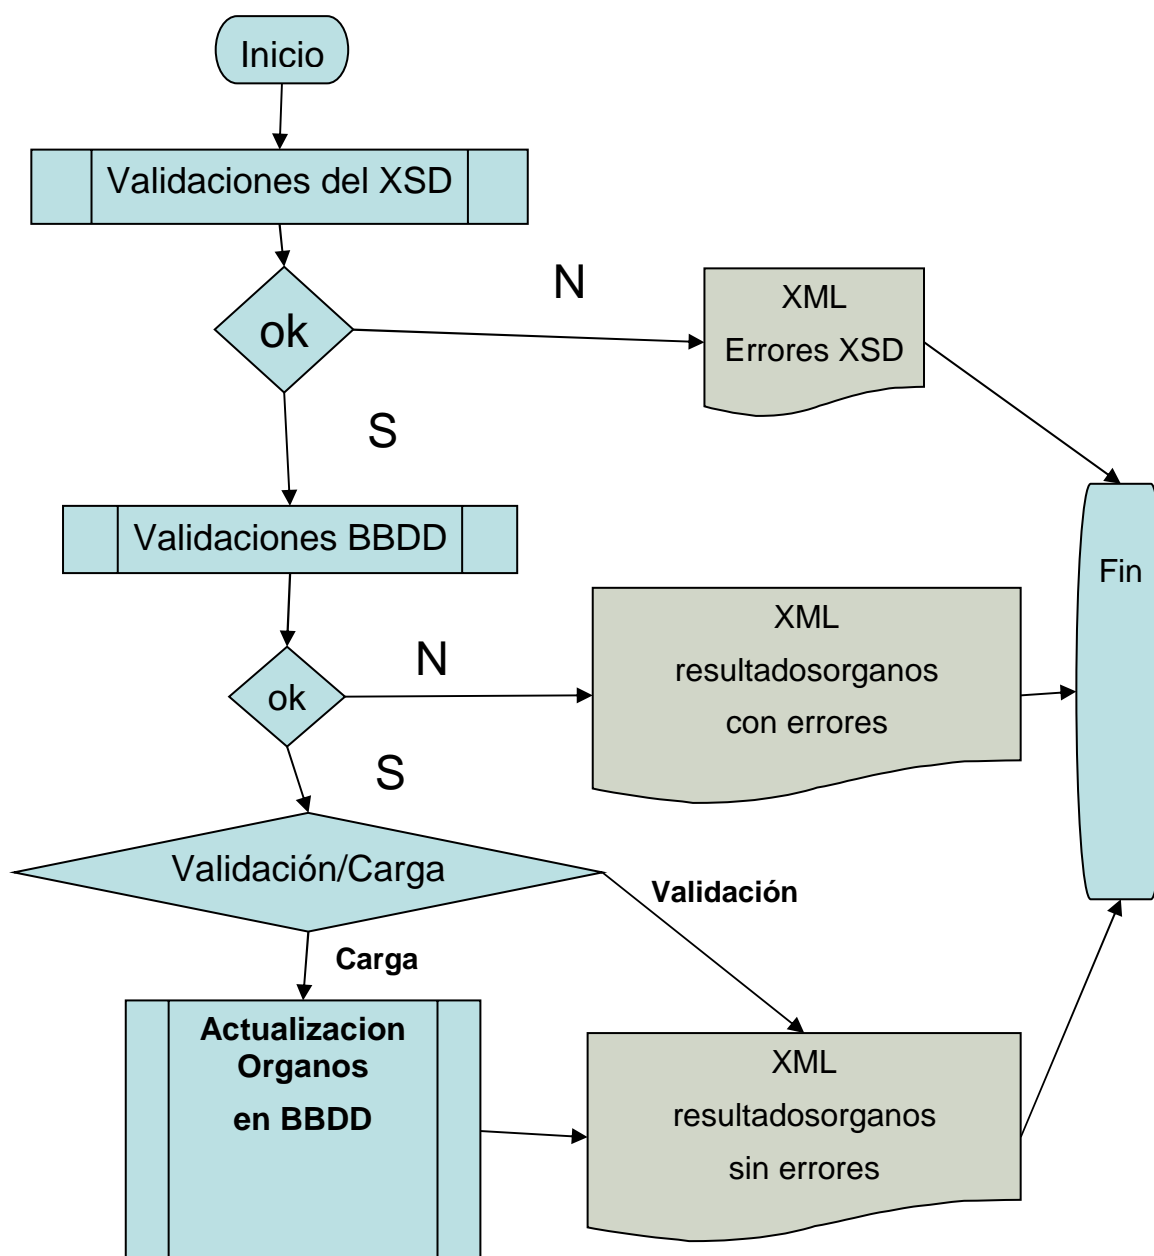 Inicio
Validaciones del XSD
N
XML
Errores XSD
ok
S
Validaciones BBDD
Fin
XML
resultadosorganos
con errores
N
ok
S
Validación/Carga
Validación
Carga
Actualizacion
Organos
en BBDD
XML
resultadosorganos
sin errores